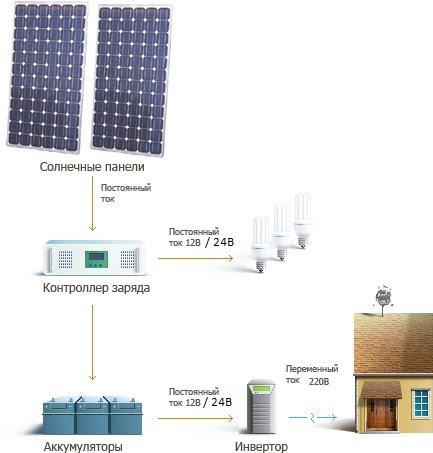 Солнечные панели
Постоянный
ток
Постоянный
ток 12В / 24В
Контроллер заряда
Переменный
ток 220В
Постоянный
ток 12В / 24В
Аккумуляторы
Инвертор